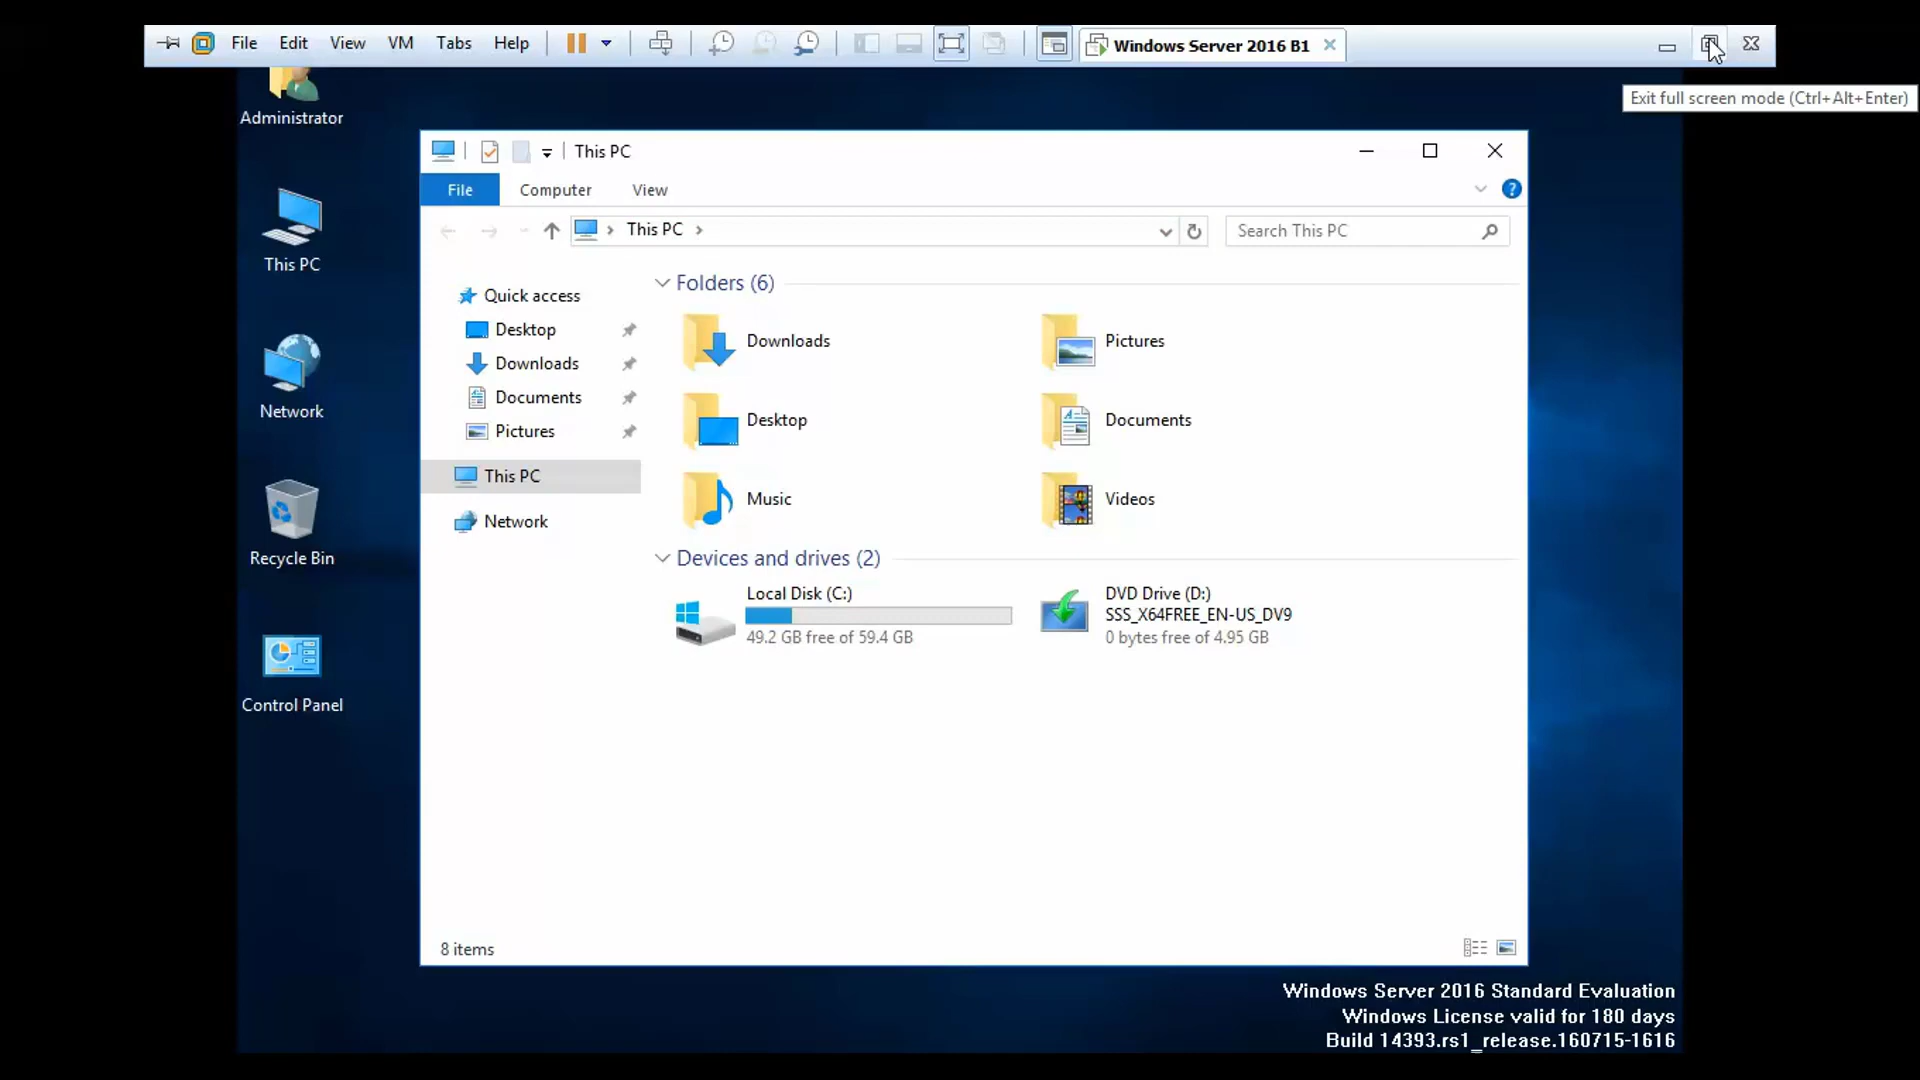 File Edit View VM Tabs Help Windows Server 2016 B1
Exit full screen mode (Ctrl+Alt+Enter)
Administrator
This PC
Network
Recycle Bin
Control Panel
This PC
File Computer View
This PC
Search This PC
Quick access
Desktop
Downloads
Documents
Pictures
This PC
Network
Folders (6)
Downloads
Pictures
Desktop
Documents
Music
Videos
Devices and drives (2)
Local Disk (C:)
49.2 GB free of 59.4 GB
DVD Drive (D:)
SSS_X64FREE_EN-US_DV9
0 bytes free of 4.95 GB
8 items
Windows Server 2016 Standard Evaluation
Windows License valid for 180 days
Build 14393.rs1_release.160715-1616